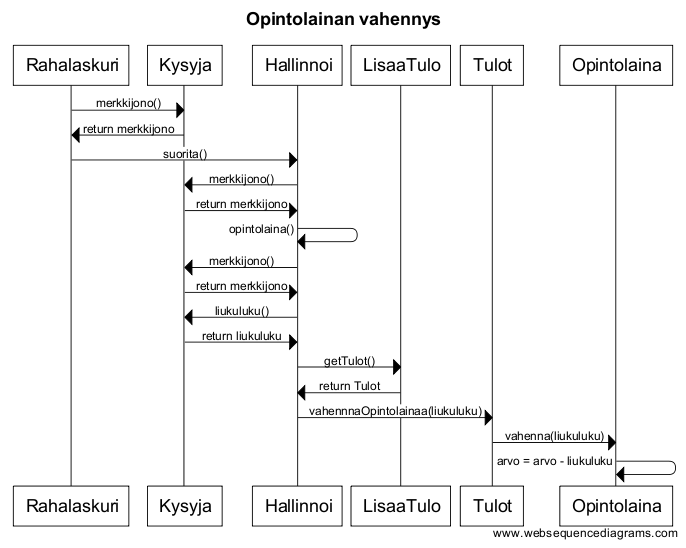 Opintolainan vahennys
Rahalaskuri Kysyja Hallinnoi LisaaTulo Tulot Opintolaina
merkkijono()
return merkkijono
suorita()
merkkijono()
return merkkijono
opintolaina()
merkkijono()
return merkkijono
liukuluku()
return liukuluku
getTulot()
return Tulot
vahennnaOpintolainaa(liukuluku)
vahenna(liukuluku)
arvo = arvo - liukuluku
Rahalaskuri Kysyja Hallinnoi LisaaTulo Tulot Opintolaina
www.websequencediagrams.com